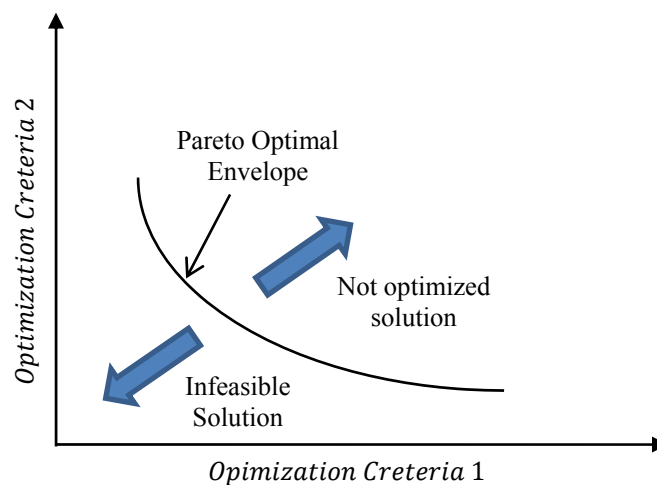 Optimization Creteria 2
Pareto Optimal
Envelope
Not optimized
solution
Infeasible
Solution
Opimization Creteria 1